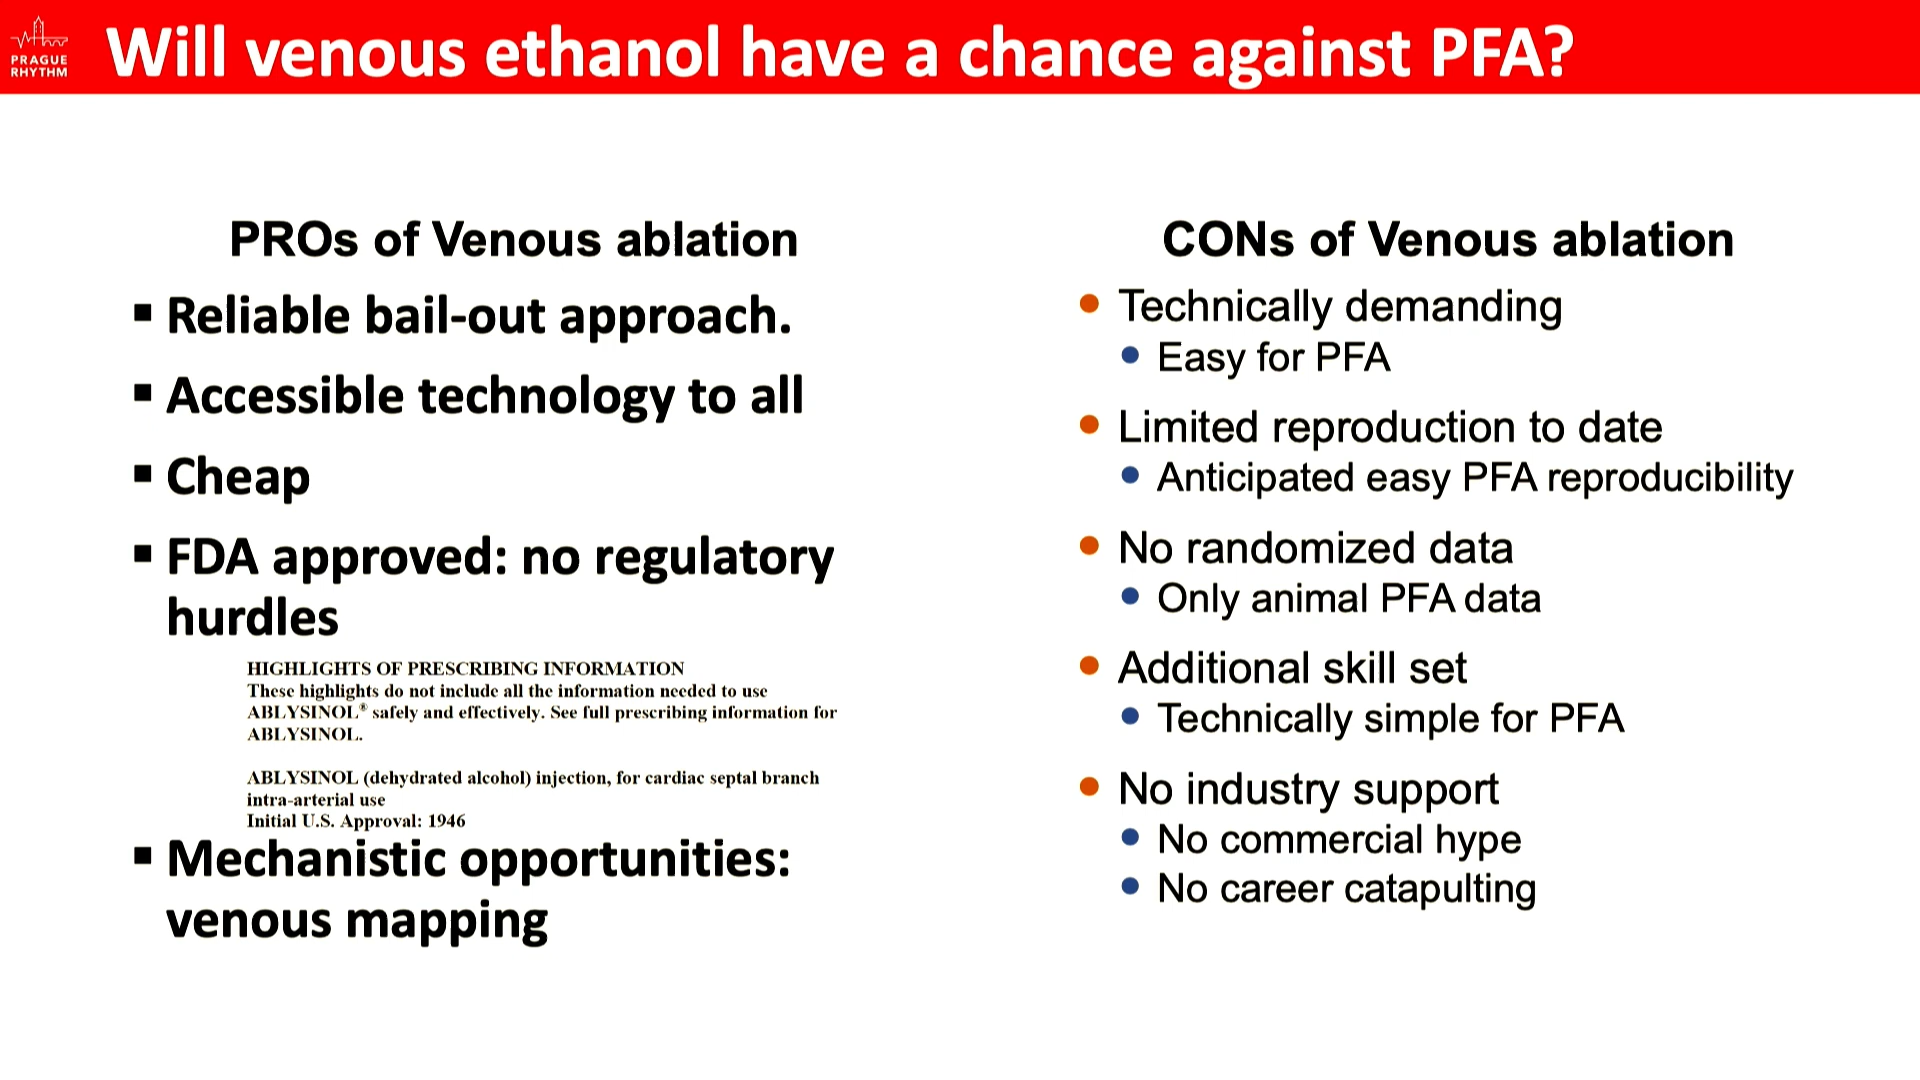 PRAGUE
RHYTHM
Will venous ethanol have a chance against PFA?
PROs of Venous ablation
▪ Reliable bail-out approach.
▪ Accessible technology to all
▪ Cheap
▪ FDA approved: no regulatory
hurdles
HIGHLIGHTS OF PRESCRIBING INFORMATION
These highlights do not include all the information needed to use
ABLYSINOL® safely and effectively. See full prescribing information for
ABLYSINOL.
ABLYSINOL (dehydrated alcohol) injection, for cardiac septal branch
intra-arterial use
Initial U.S. Approval: 1946
▪ Mechanistic opportunities:
venous mapping
CONs of Venous ablation
• Technically demanding
• Easy for PFA
• Limited reproduction to date
• Anticipated easy PFA reproducibility
• No randomized data
• Only animal PFA data
• Additional skill set
• Technically simple for PFA
• No industry support
• No commercial hype
• No career catapulting